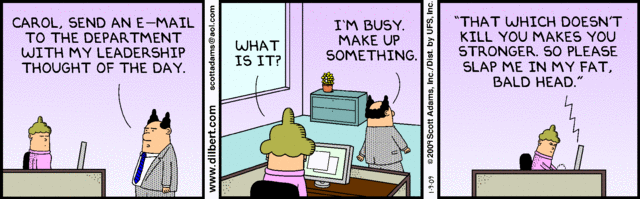 CAROL, SEND AN E-MAIL
TO THE DEPARTMENT
WITH MY LEADERSHIP
THOUGHT OF THE DAY.
www.dilbert.com
scottadams@aol.com
WHAT
IS IT?
I'M BUSY.
MAKE UP
SOMETHING.
1-9-09 ©2009 Scott Adams, Inc./Dist. by UFS, Inc.
"THAT WHICH DOESN'T
KILL YOU MAKES YOU
STRONGER. SO PLEASE
SLAP ME IN MY FAT,
BALD HEAD."